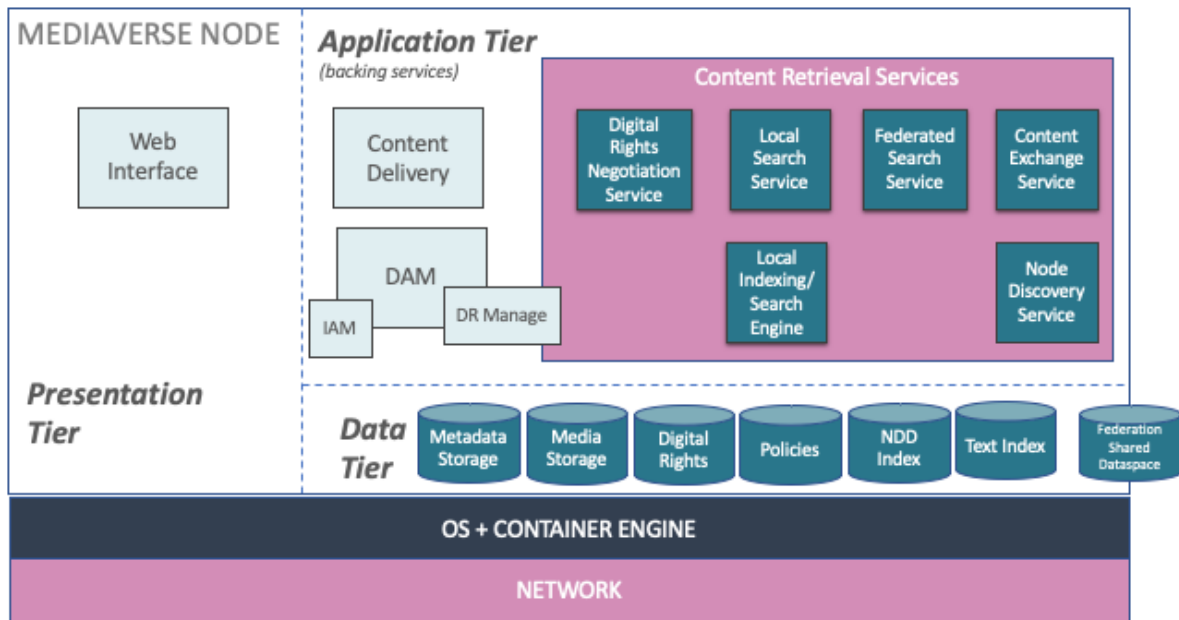 MEDIAVERSE NODE
Application Tier
(backing services)
Content Retrieval Services
Web
Interface
Content
Delivery
Digital
Rights
Negotiation
Service
Local
Search
Service
Federated
Search
Service
Content
Exchange
Service
DAM
IAM
DR Manage
Local
Indexing/
Search
Engine
Node
Discovery
Service
Presentation
Tier
Data
Tier
Metadata
Storage
Media
Storage
Digital
Rights
Policies
NDD
Index
Text Index
Federation
Shared
Dataspace
OS + CONTAINER ENGINE
NETWORK